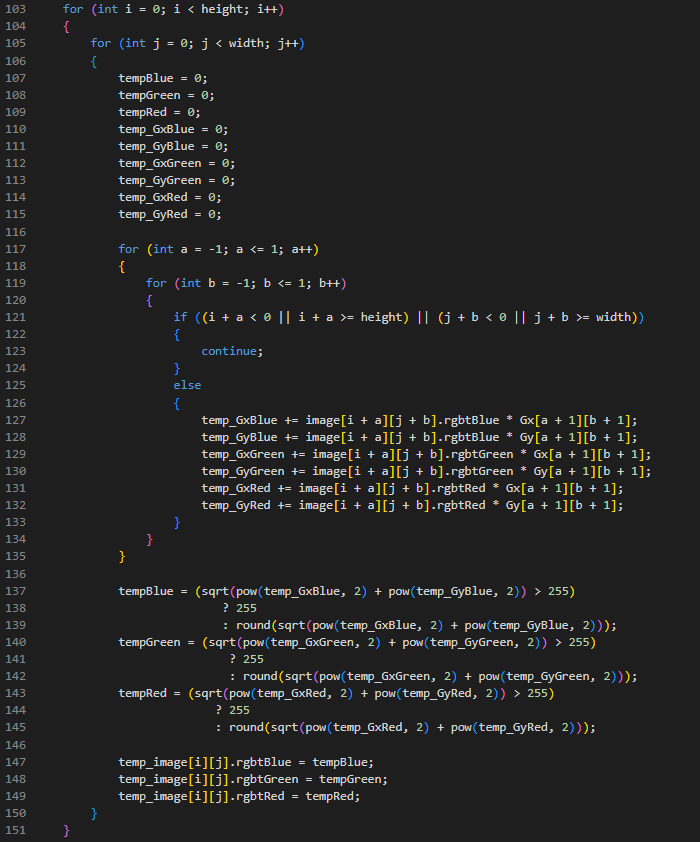 103 for (int i = 0; i < height; i++)
104 {
105 for (int j = 0; j < width; j++)
106 {
107 tempBlue = 0;
108 tempGreen = 0;
109 tempRed = 0;
110 temp_GxBlue = 0;
111 temp_GyBlue = 0;
112 temp_GxGreen = 0;
113 temp_GyGreen = 0;
114 temp_GxRed = 0;
115 temp_GyRed = 0;
116
117 for (int a = -1; a <= 1; a++)
118 {
119 for (int b = -1; b <= 1; b++)
120 {
121 if ((i + a < 0 || i + a >= height) || (j + b < 0 || j + b >= width))
122 {
123 continue;
124 }
125 else
126 {
127 temp_GxBlue += image[i + a][j + b].rgbtBlue * Gx[a + 1][b + 1];
128 temp_GyBlue += image[i + a][j + b].rgbtBlue * Gy[a + 1][b + 1];
129 temp_GxGreen += image[i + a][j + b].rgbtGreen * Gx[a + 1][b + 1];
130 temp_GyGreen += image[i + a][j + b].rgbtGreen * Gy[a + 1][b + 1];
131 temp_GxRed += image[i + a][j + b].rgbtRed * Gx[a + 1][b + 1];
132 temp_GyRed += image[i + a][j + b].rgbtRed * Gy[a + 1][b + 1];
133 }
134 }
135 }
136
137 tempBlue = (sqrt(pow(temp_GxBlue, 2) + pow(temp_GyBlue, 2)) > 255)
138 ? 255
139 : round(sqrt(pow(temp_GxBlue, 2) + pow(temp_GyBlue, 2)));
140 tempGreen = (sqrt(pow(temp_GxGreen, 2) + pow(temp_GyGreen, 2)) > 255)
141 ? 255
142 : round(sqrt(pow(temp_GxGreen, 2) + pow(temp_GyGreen, 2)));
143 tempRed = (sqrt(pow(temp_GxRed, 2) + pow(temp_GyRed, 2)) > 255)
144 ? 255
145 : round(sqrt(pow(temp_GxRed, 2) + pow(temp_GyRed, 2)));
146
147 temp_image[i][j].rgbtBlue = tempBlue;
148 temp_image[i][j].rgbtGreen = tempGreen;
149 temp_image[i][j].rgbtRed = tempRed;
150 }
151 }